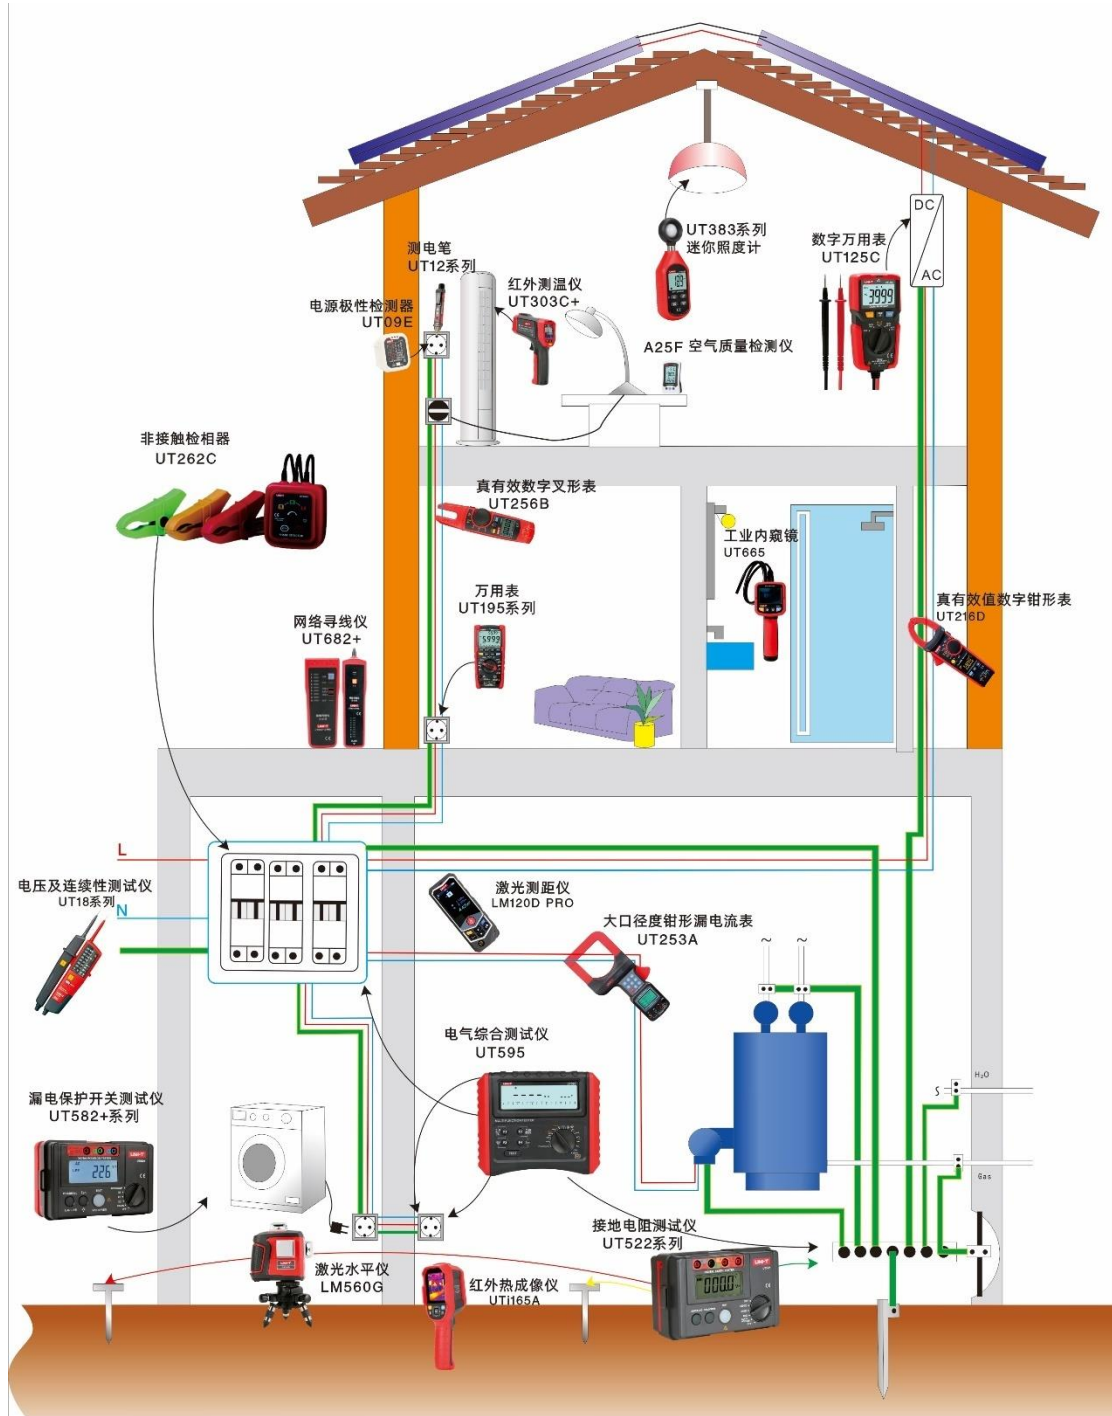 DC
AC
UT383系列
迷你照度计
数字万用表
UT125C
测电笔
UT12系列
红外测温仪
UT303C+
电源极性检测器
UT09E
A25F 空气质量检测仪
3999
非接触检相器
UT262C
真有效数字叉形表
UT256B
工业内窥镜
UT665
万用表
UT195系列
5999
真有效值数字钳形表
UT216D
网络寻线仪
UT682+
L
N
电压及连续性测试仪
UT18系列
激光测距仪
LM120D PRO
大口径度钳形漏电流表
UT253A
~ ~
电气综合测试仪
UT595
H₂O
S
漏电保护开关测试仪
UT582+系列
226
Gas
接地电阻测试仪
UT522系列
激光水平仪
LM560G
红外热成像仪
UTi165A
UNI-T
000.0